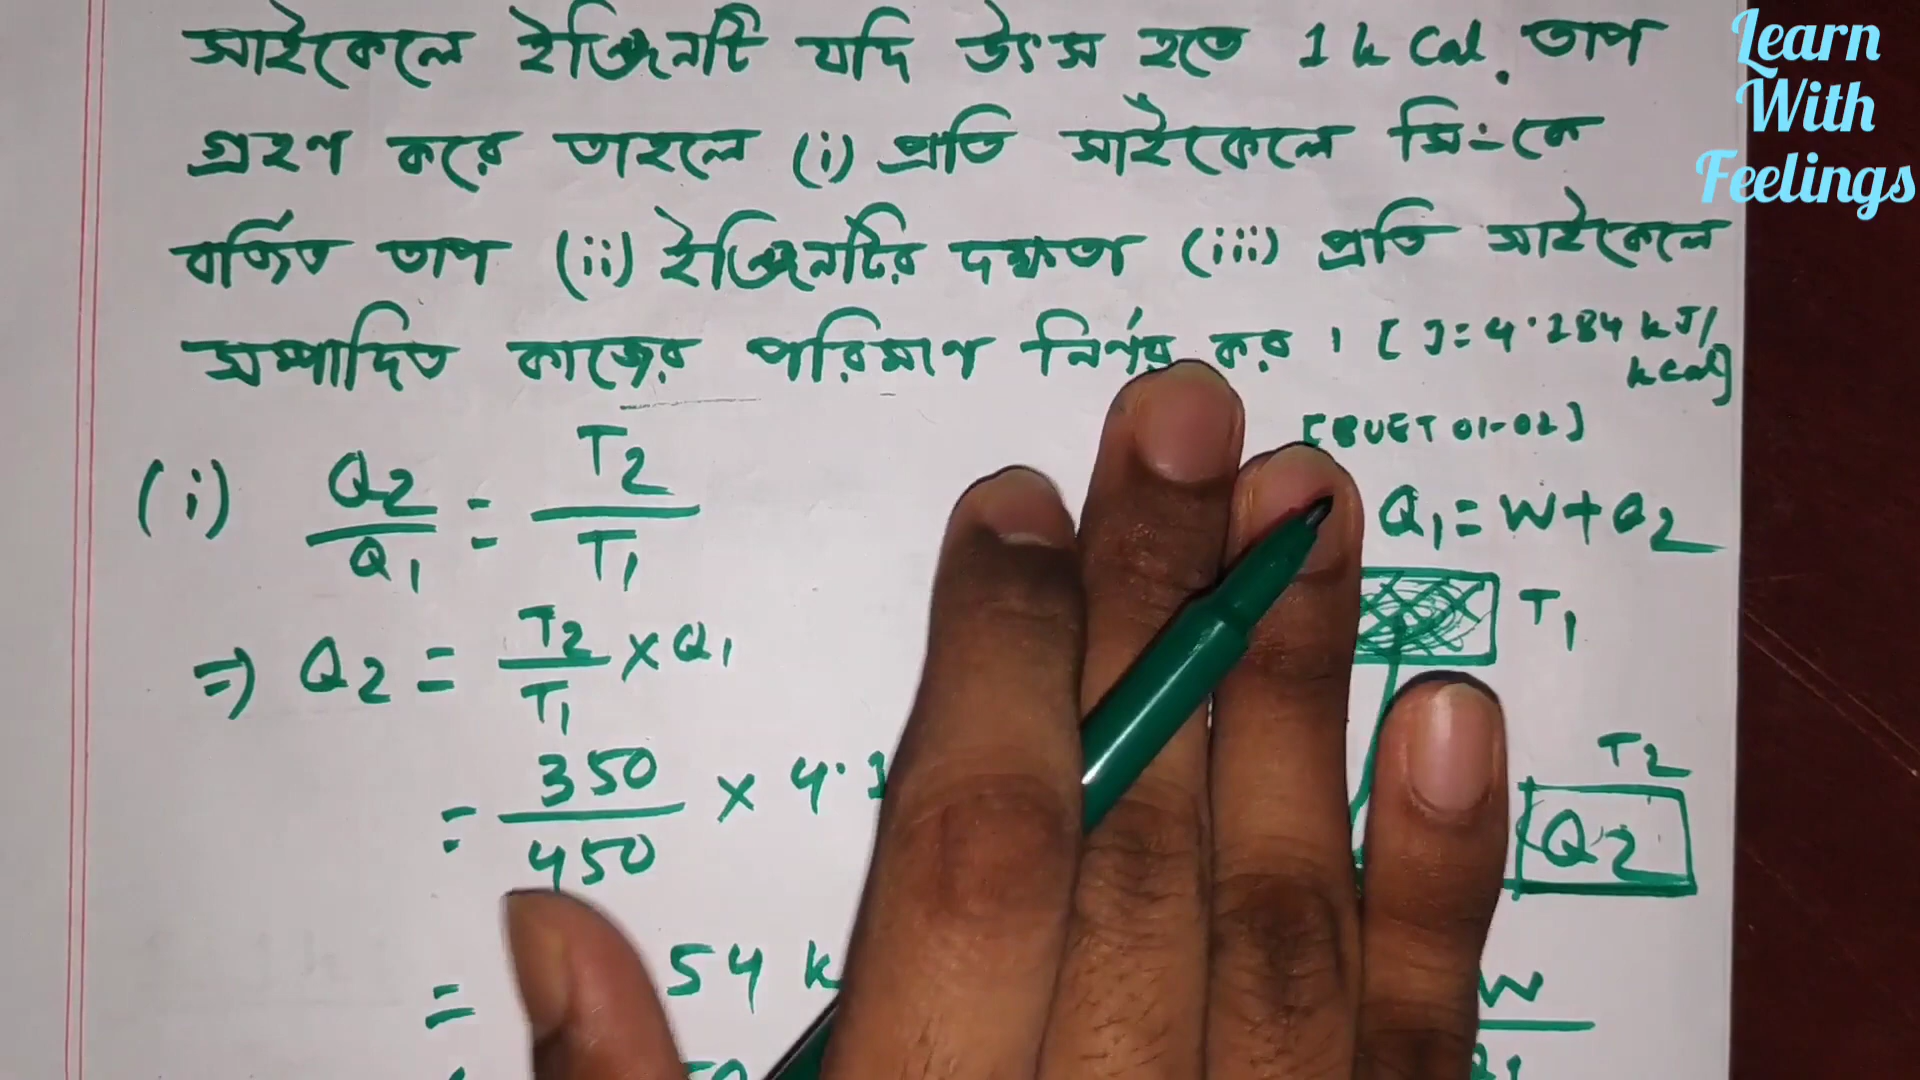 সাইকেলে ইঞ্জিনটি যদি উৎস হতে 1 k Cal. তাপ
গ্রহণ করে তাহলে (i) প্রতি সাইকেলে সিংকে
বর্জিত তাপ (ii) ইঞ্জিনটির দক্ষতা (iii) প্রতি সাইকেলে
সম্পাদিত কাজের পরিমাণ নির্ণয় কর । [ J = 4.184 kJ/
kcal]
[BUET 01-02]
(i) Q2/Q1 = T2/T1
Q1 = W + Q2
T1
⇒ Q2 = T2/T1 × Q1
T2
Q2
= 350/450 × 4.1
= 54 k
W
Learn
With
Feelings